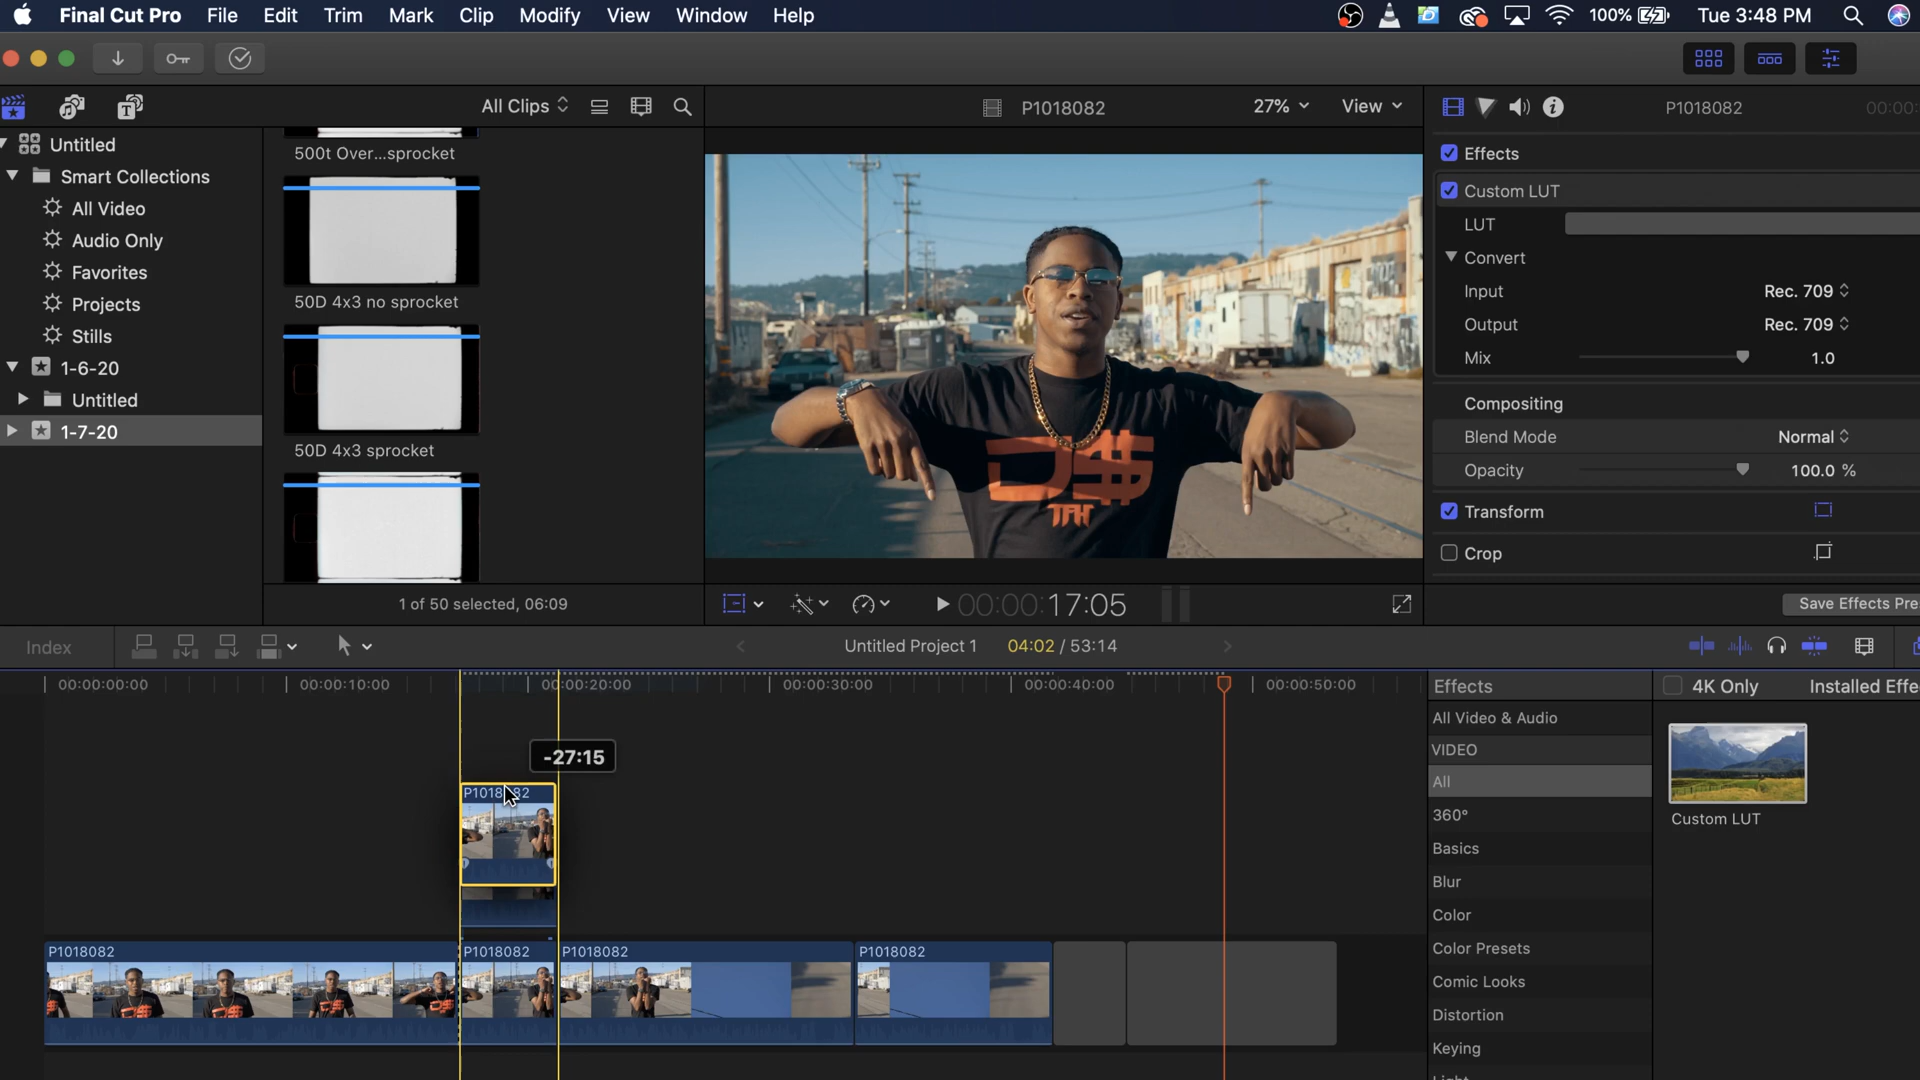 Final Cut Pro File Edit Trim Mark Clip Modify View Window Help 100% Tue 3:48 PM
All Clips P1018082 27% View P1018082 00:00:
Untitled
Smart Collections
All Video
Audio Only
Favorites
Projects
Stills
1-6-20
Untitled
1-7-20
500t Over...sprocket
50D 4x3 no sprocket
50D 4x3 sprocket
1 of 50 selected, 06:09
D$
TAY
00:00:17:05
Effects
Custom LUT
LUT
Convert
Input Rec. 709
Output Rec. 709
Mix 1.0
Compositing
Blend Mode Normal
Opacity 100.0 %
Transform
Crop
Save Effects Pre
Index Untitled Project 1 04:02 / 53:14
00:00:00:00 00:00:10:00 00:00:20:00 00:00:30:00 00:00:40:00 00:00:50:00
-27:15
P1018082
P1018082 P1018082 P1018082 P1018082
Effects 4K Only Installed Effe
All Video & Audio
VIDEO
All
360°
Basics
Blur
Color
Color Presets
Comic Looks
Distortion
Keying
Custom LUT